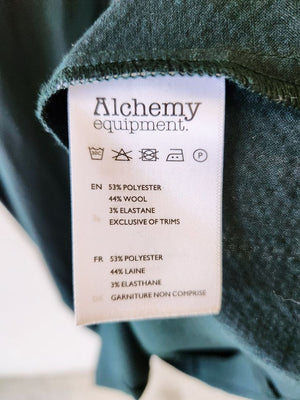 Alchemy
equipment.
P
EN 53% POLYESTER
44% WOOL
3% ELASTANE
EXCLUSIVE OF TRIMS
FR 53% POLYESTER
44% LAINE
3% ELASTHANE
GARNITURE NON COMPRISE